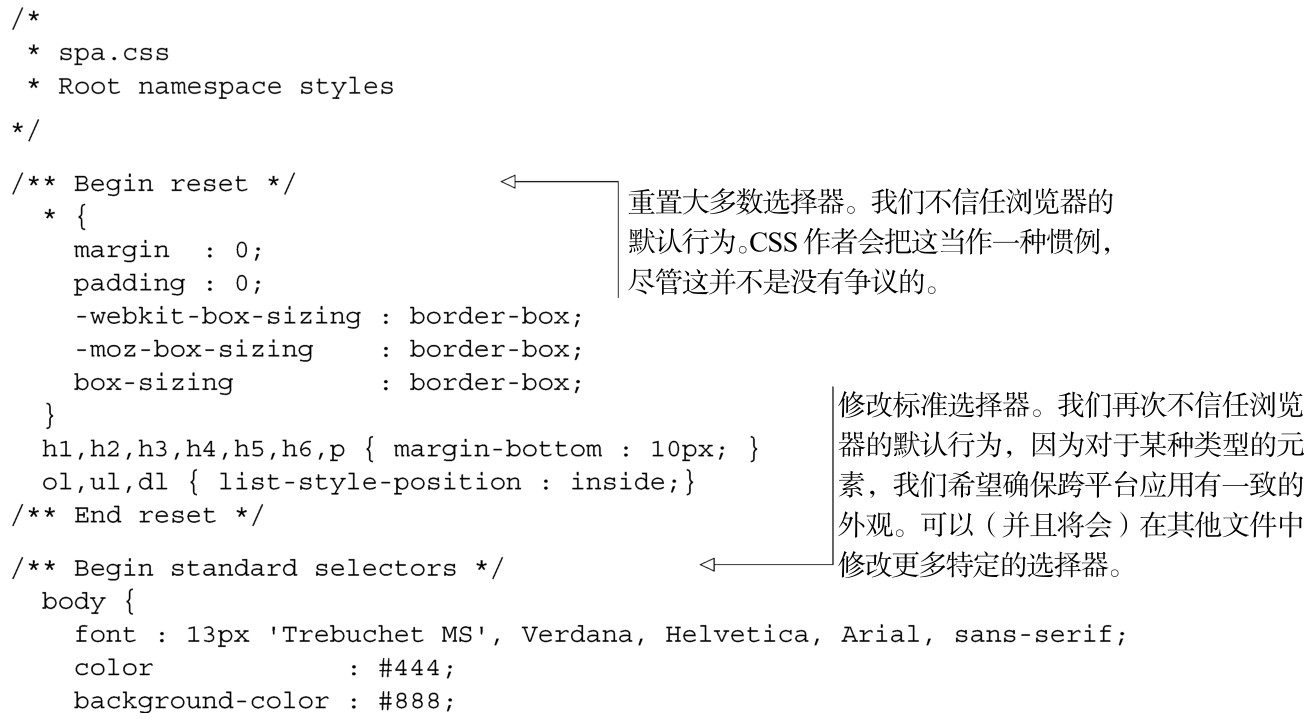 /*
 * spa.css
 * Root namespace styles
*/
/** Begin reset */
重置大多数选择器。我们不信任浏览器的
默认行为。CSS 作者会把这当作一种惯例，
尽管这并不是没有争议的。
  * {
    margin  : 0;
    padding : 0;
    -webkit-box-sizing : border-box;
    -moz-box-sizing    : border-box;
    box-sizing         : border-box;
  }
  h1,h2,h3,h4,h5,h6,p { margin-bottom : 10px; }
  ol,ul,dl { list-style-position : inside;}
/** End reset */
修改标准选择器。我们再次不信任浏览
器的默认行为，因为对于某种类型的元
素，我们希望确保跨平台应用有一致的
外观。可以（并且将会）在其他文件中
修改更多特定的选择器。
/** Begin standard selectors */
  body {
    font : 13px 'Trebuchet MS', Verdana, Helvetica, Arial, sans-serif;
    color            : #444;
    background-color : #888;